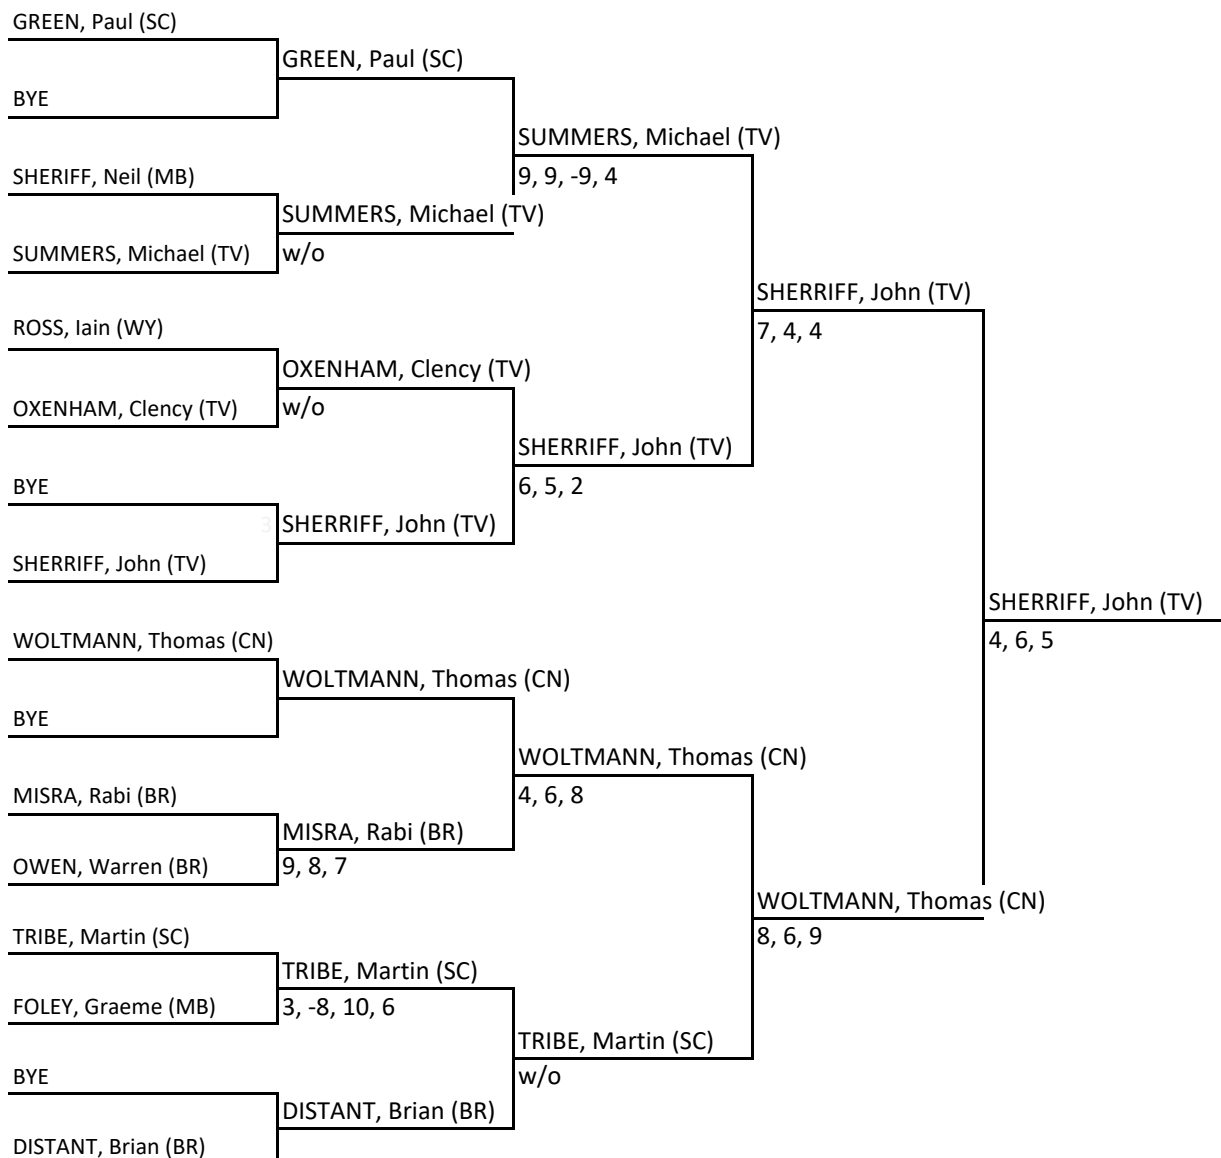 GREEN, Paul (SC)
GREEN, Paul (SC)
BYE
SUMMERS, Michael (TV)
SHERIFF, Neil (MB)
9, 9, -9, 4
SUMMERS, Michael (TV)
SUMMERS, Michael (TV)
w/o
SHERRIFF, John (TV)
ROSS, Iain (WY)
7, 4, 4
OXENHAM, Clency (TV)
OXENHAM, Clency (TV)
w/o
SHERRIFF, John (TV)
BYE
6, 5, 2
3
SHERRIFF, John (TV)
SHERRIFF, John (TV)
SHERRIFF, John (TV)
WOLTMANN, Thomas (CN)
4, 6, 5
WOLTMANN, Thomas (CN)
BYE
WOLTMANN, Thomas (CN)
MISRA, Rabi (BR)
4, 6, 8
MISRA, Rabi (BR)
OWEN, Warren (BR)
9, 8, 7
WOLTMANN, Thomas (CN)
TRIBE, Martin (SC)
8, 6, 9
TRIBE, Martin (SC)
FOLEY, Graeme (MB)
3, -8, 10, 6
TRIBE, Martin (SC)
BYE
w/o
DISTANT, Brian (BR)
DISTANT, Brian (BR)